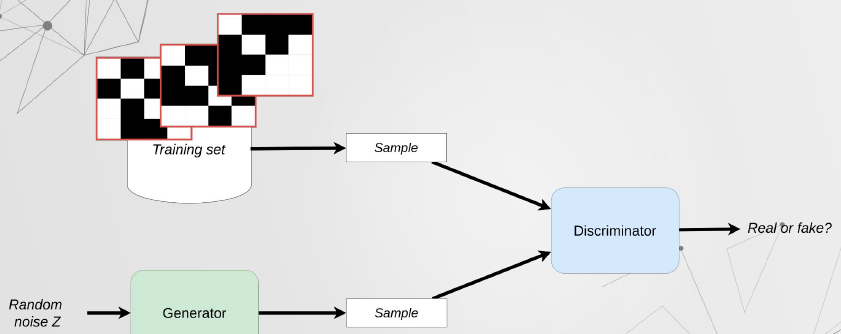 Training set
Sample
Discriminator
Real or fake?
Random
noise Z
Generator
Sample